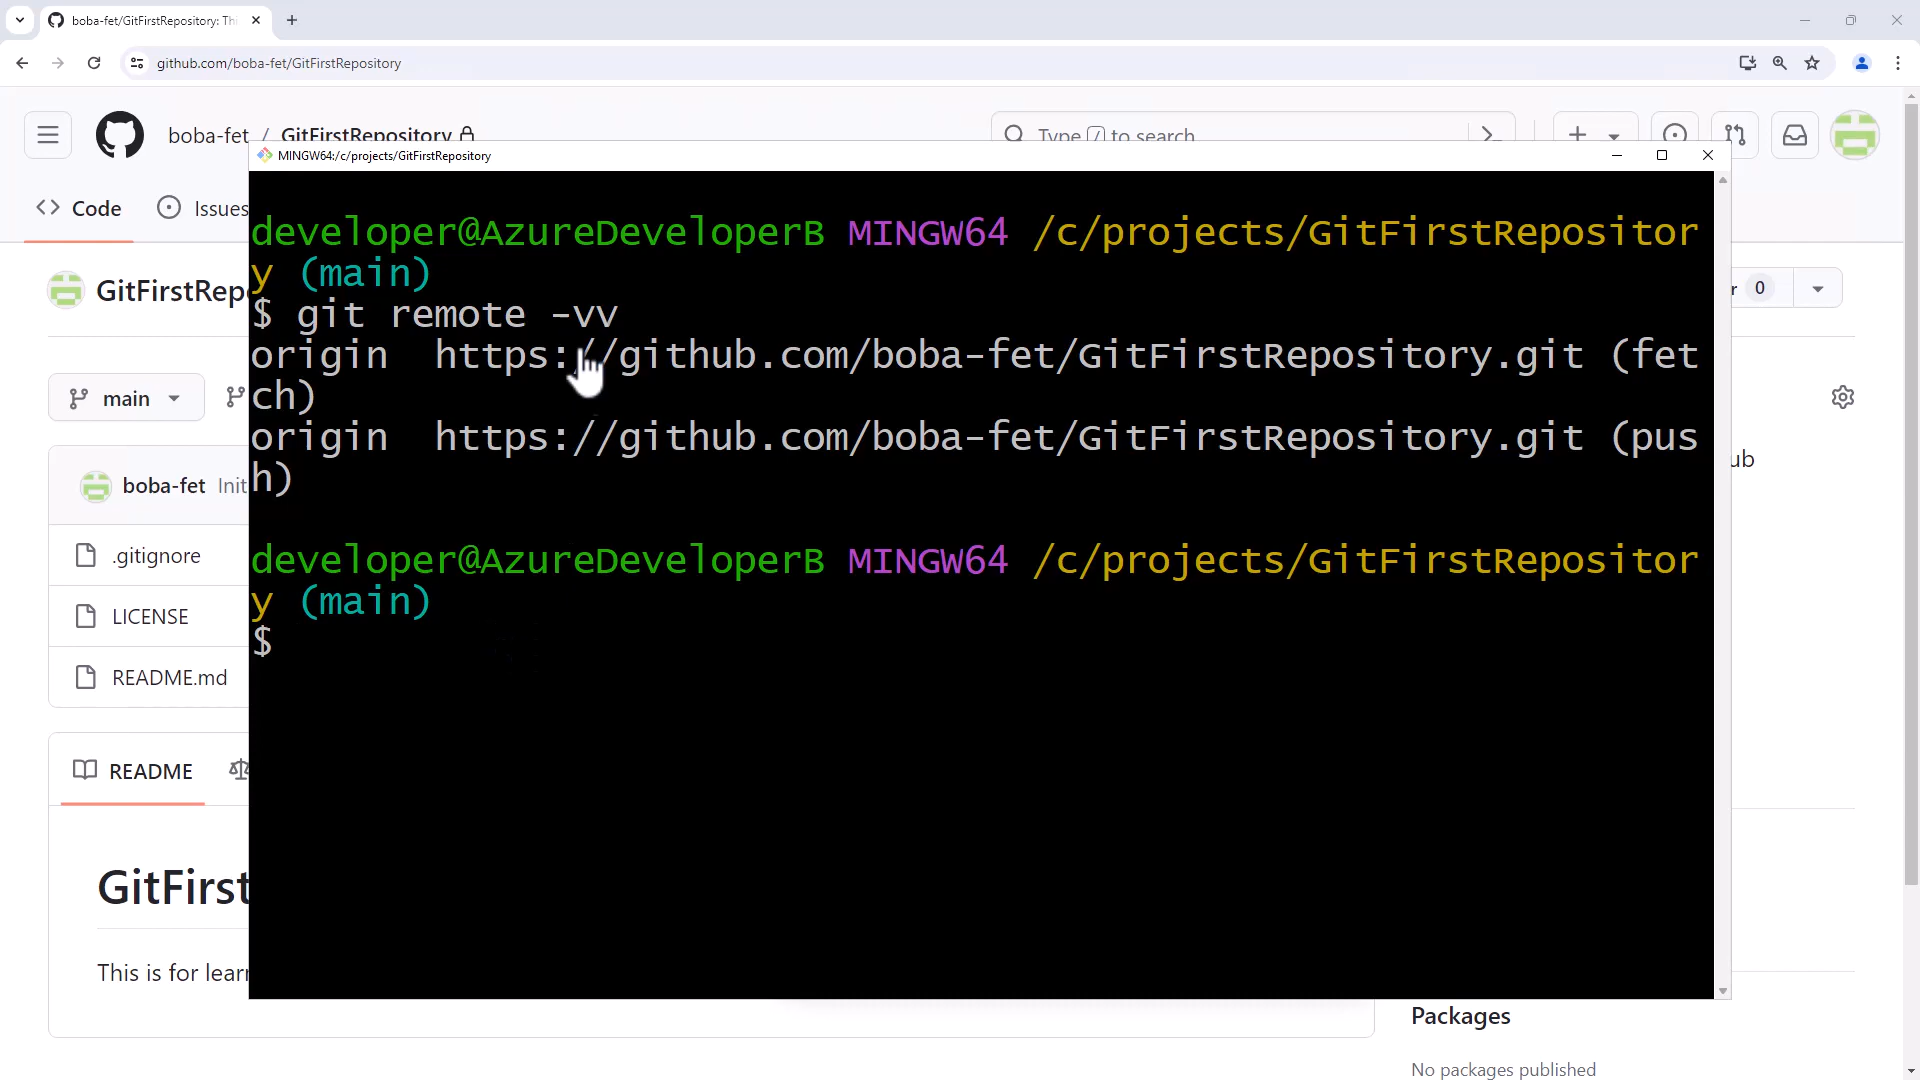 boba-fet/GitFirstRepository: Thi
github.com/boba-fet/GitFirstRepository
boba-fet / GitFirstRepository
Type / to search
MINGW64:/c/projects/GitFirstRepository
Code
Issues
GitFirstRep
r 0
developer@AzureDeveloperB MINGW64 /c/projects/GitFirstRepositor
y (main)
$ git remote -vv
origin https://github.com/boba-fet/GitFirstRepository.git (fet
ch)
origin https://github.com/boba-fet/GitFirstRepository.git (pus
h)
developer@AzureDeveloperB MINGW64 /c/projects/GitFirstRepositor
y (main)
$
main
ub
boba-fet Init
.gitignore
LICENSE
README.md
README
GitFirst
This is for lear
Packages
No packages published